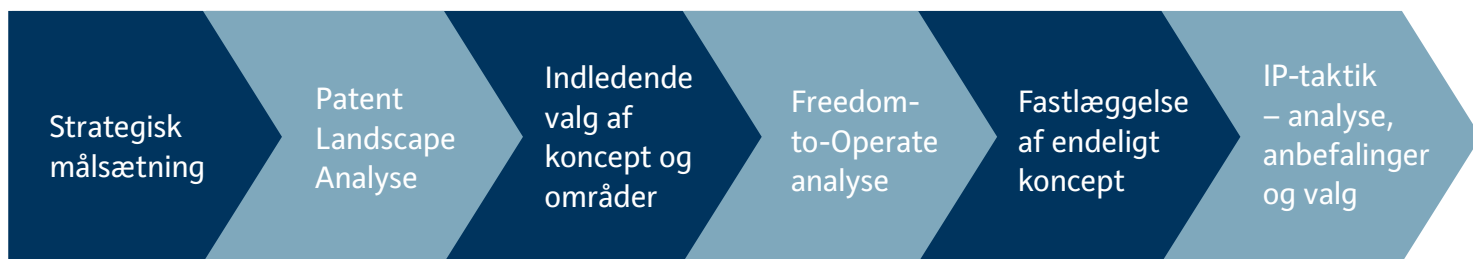 Strategisk
målsætning
Patent
Landscape
Analyse
Indledende
valg af
koncept og
områder
Freedom-
to-Operate
analyse
Fastlæggelse
af endeligt
koncept
IP-taktik
– analyse,
anbefalinger
og valg